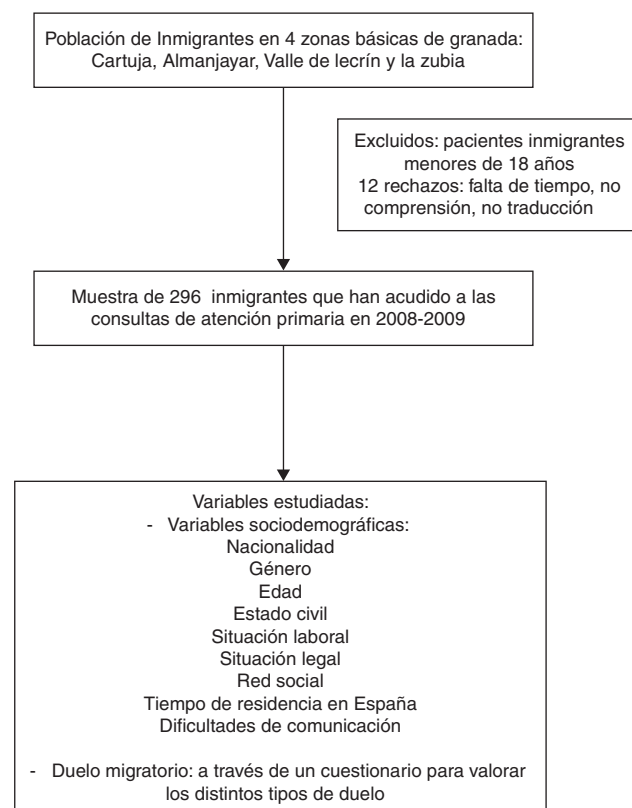 Población de Inmigrantes en 4 zonas básicas de granada:
Cartuja, Almanjayar, Valle de lecrín y la zubia
Excluidos: pacientes inmigrantes
menores de 18 años
12 rechazos: falta de tiempo, no
comprensión, no traducción
Muestra de 296 inmigrantes que han acudido a las
consultas de atención primaria en 2008-2009
Variables estudiadas:
- Variables sociodemográficas:
Nacionalidad
Género
Edad
Estado civil
Situación laboral
Situación legal
Red social
Tiempo de residencia en España
Dificultades de comunicación
- Duelo migratorio: a través de un cuestionario para valorar
los distintos tipos de duelo